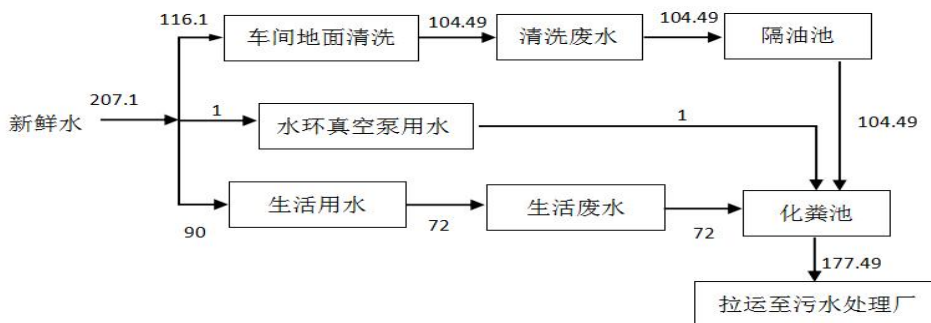 116.1
车间地面清洗
104.49
清洗废水
104.49
隔油池
207.1
新鲜水
1
水环真空泵用水
1
104.49
90
生活用水
72
生活废水
72
化粪池
177.49
拉运至污水处理厂